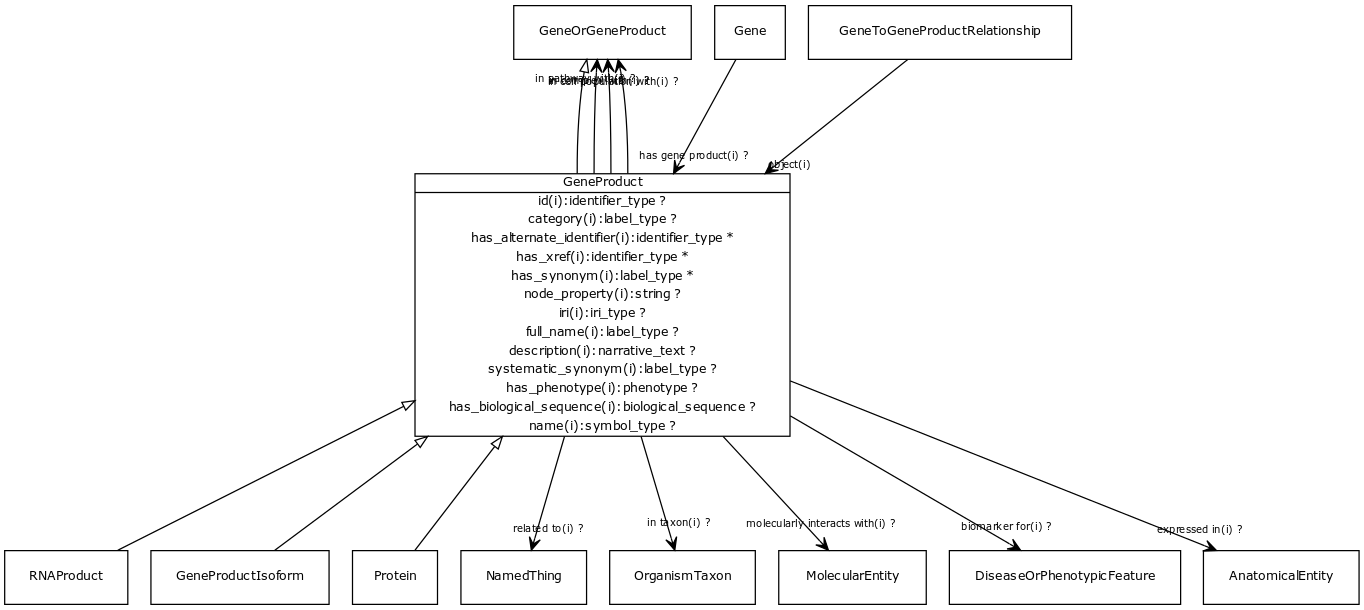 GeneOrGeneProduct
Gene
GeneToGeneProductRelationship
in pathway with(i) ?
in cell population with(i) ?
has gene product(i) ?
object(i)
GeneProduct
id(i):identifier_type ?
category(i):label_type ?
has_alternate_identifier(i):identifier_type *
has_xref(i):identifier_type *
has_synonym(i):label_type *
node_property(i):string ?
iri(i):iri_type ?
full_name(i):label_type ?
description(i):narrative_text ?
systematic_synonym(i):label_type ?
has_phenotype(i):phenotype ?
has_biological_sequence(i):biological_sequence ?
name(i):symbol_type ?
related to(i) ?
in taxon(i) ?
molecularly interacts with(i) ?
biomarker for(i) ?
expressed in(i) ?
RNAProduct
GeneProductIsoform
Protein
NamedThing
OrganismTaxon
MolecularEntity
DiseaseOrPhenotypicFeature
AnatomicalEntity